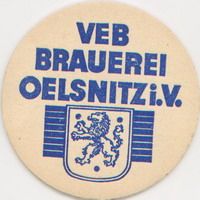 VEB
BRAUEREI
OELSNITZ i.V.